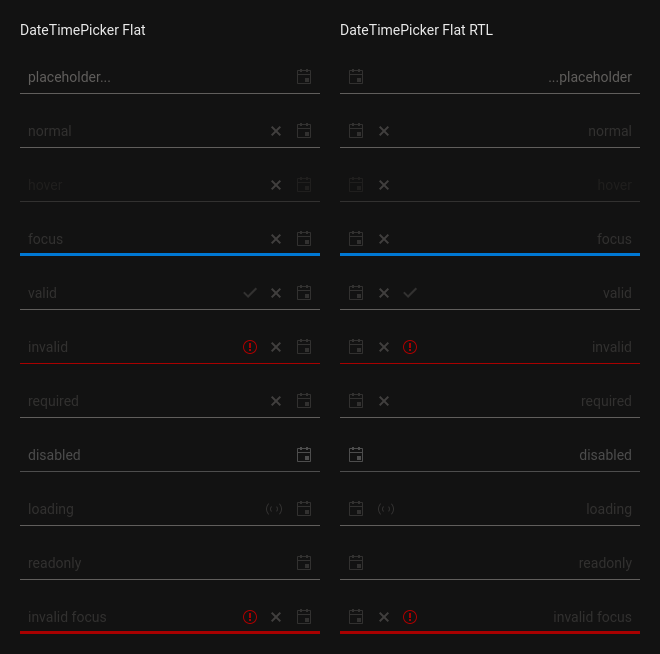 DateTimePicker Flat
placeholder...
normal
hover
focus
valid
invalid
required
disabled
loading
readonly
invalid focus
DateTimePicker Flat RTL
...placeholder
normal
hover
focus
valid
invalid
required
disabled
loading
readonly
invalid focus